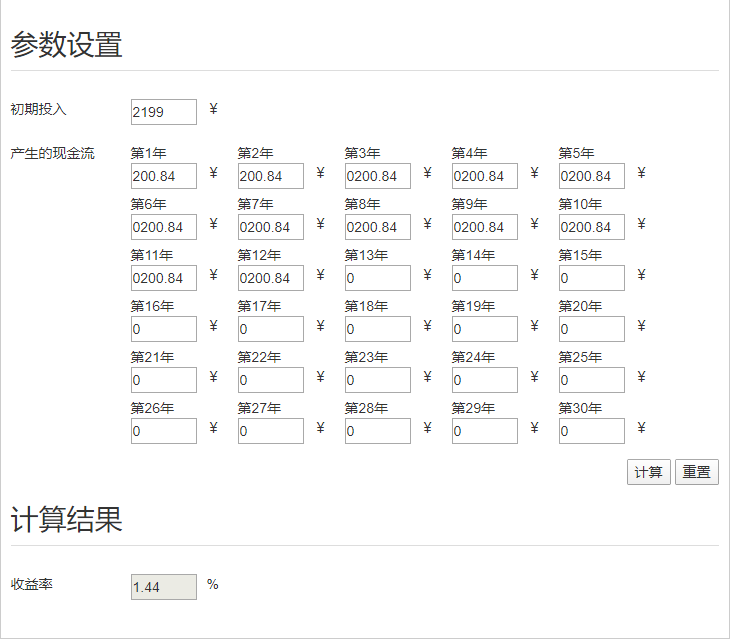 参数设置
初期投入 2199 ¥
产生的现金流 第1年 第2年 第3年 第4年 第5年
200.84 ¥ 200.84 ¥ 0200.84 ¥ 0200.84 ¥ 0200.84 ¥
第6年 第7年 第8年 第9年 第10年
0200.84 ¥ 0200.84 ¥ 0200.84 ¥ 0200.84 ¥ 0200.84 ¥
第11年 第12年 第13年 第14年 第15年
0200.84 ¥ 0200.84 ¥ 0 ¥ 0 ¥ 0 ¥
第16年 第17年 第18年 第19年 第20年
0 ¥ 0 ¥ 0 ¥ 0 ¥ 0 ¥
第21年 第22年 第23年 第24年 第25年
0 ¥ 0 ¥ 0 ¥ 0 ¥ 0 ¥
第26年 第27年 第28年 第29年 第30年
0 ¥ 0 ¥ 0 ¥ 0 ¥ 0 ¥
计算 重置
计算结果
收益率 1.44 %